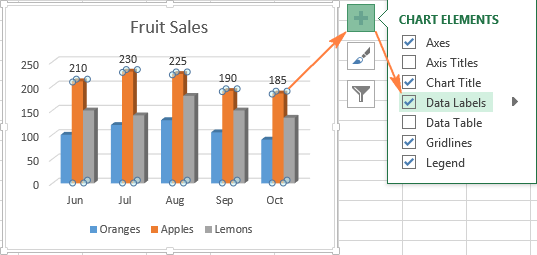 Fruit Sales
250
200
150
100
50
0
210
230
225
190
185
Jun Jul Aug Sep Oct
Oranges Apples Lemons
CHART ELEMENTS
Axes
Axis Titles
Chart Title
Data Labels
Data Table
Gridlines
Legend